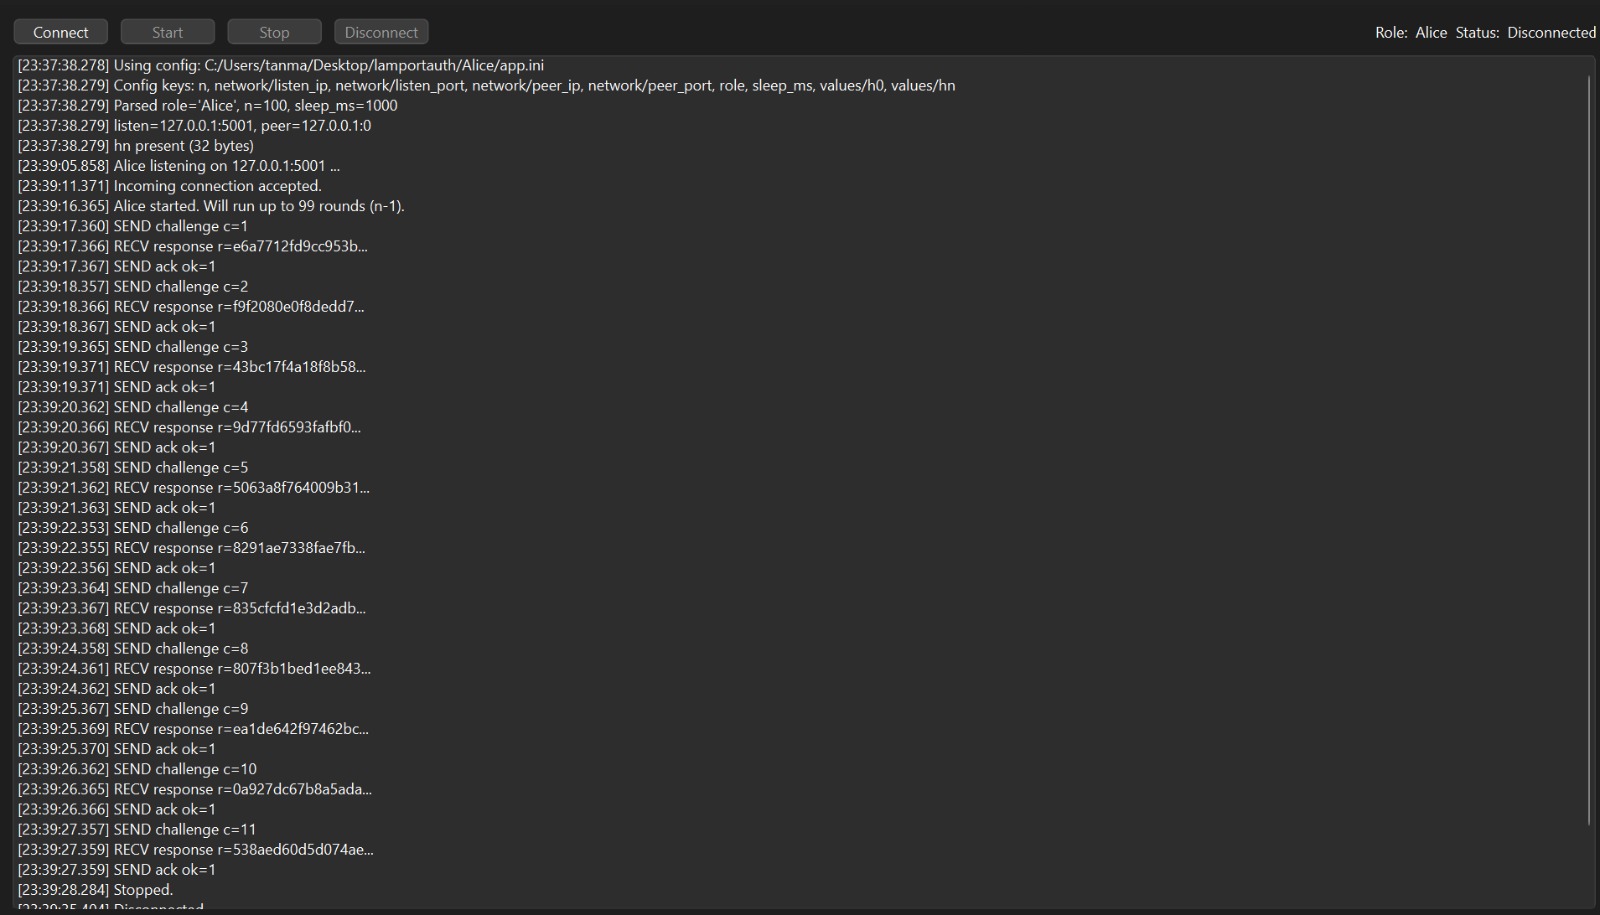 Connect Start Stop Disconnect Role: Alice Status: Disconnected
[23:37:38.278] Using config: C:/Users/tanma/Desktop/lamportauth/Alice/app.ini
[23:37:38.279] Config keys: n, network/listen_ip, network/listen_port, network/peer_ip, network/peer_port, role, sleep_ms, values/h0, values/hn
[23:37:38.279] Parsed role='Alice', n=100, sleep_ms=1000
[23:37:38.279] listen=127.0.0.1:5001, peer=127.0.0.1:0
[23:37:38.279] hn present (32 bytes)
[23:39:05.858] Alice listening on 127.0.0.1:5001 ...
[23:39:11.371] Incoming connection accepted.
[23:39:16.365] Alice started. Will run up to 99 rounds (n-1).
[23:39:17.360] SEND challenge c=1
[23:39:17.366] RECV response r=e6a7712fd9cc953b...
[23:39:17.367] SEND ack ok=1
[23:39:18.357] SEND challenge c=2
[23:39:18.366] RECV response r=f9f2080e0f8dedd7...
[23:39:18.367] SEND ack ok=1
[23:39:19.365] SEND challenge c=3
[23:39:19.371] RECV response r=43bc17f4a18f8b58...
[23:39:19.371] SEND ack ok=1
[23:39:20.362] SEND challenge c=4
[23:39:20.366] RECV response r=9d77fd6593fafbf0...
[23:39:20.367] SEND ack ok=1
[23:39:21.358] SEND challenge c=5
[23:39:21.362] RECV response r=5063a8f764009b31...
[23:39:21.363] SEND ack ok=1
[23:39:22.353] SEND challenge c=6
[23:39:22.355] RECV response r=8291ae7338fae7fb...
[23:39:22.356] SEND ack ok=1
[23:39:23.364] SEND challenge c=7
[23:39:23.367] RECV response r=835cfcfd1e3d2adb...
[23:39:23.368] SEND ack ok=1
[23:39:24.358] SEND challenge c=8
[23:39:24.361] RECV response r=807f3b1bed1ee843...
[23:39:24.362] SEND ack ok=1
[23:39:25.367] SEND challenge c=9
[23:39:25.369] RECV response r=ea1de642f97462bc...
[23:39:25.370] SEND ack ok=1
[23:39:26.362] SEND challenge c=10
[23:39:26.365] RECV response r=0a927dc67b8a5ada...
[23:39:26.366] SEND ack ok=1
[23:39:27.357] SEND challenge c=11
[23:39:27.359] RECV response r=538aed60d5d074ae...
[23:39:27.359] SEND ack ok=1
[23:39:28.284] Stopped.
[23:39:35.404] Disconnected